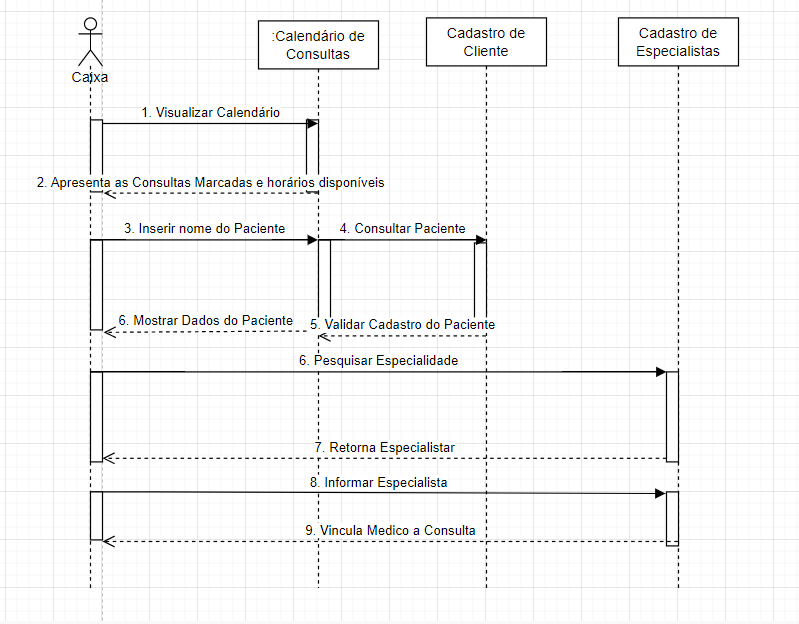 :Calendário de
Consultas
Cadastro de
Cliente
Cadastro de
Especialistas
Caixa
1. Visualizar Calendário
2. Apresenta as Consultas Marcadas e horários disponíveis
3. Inserir nome do Paciente
4. Consultar Paciente
6. Mostrar Dados do Paciente
5. Validar Cadastro do Paciente
6. Pesquisar Especialidade
7. Retorna Especialistar
8. Informar Especialista
9. Vincula Medico a Consulta